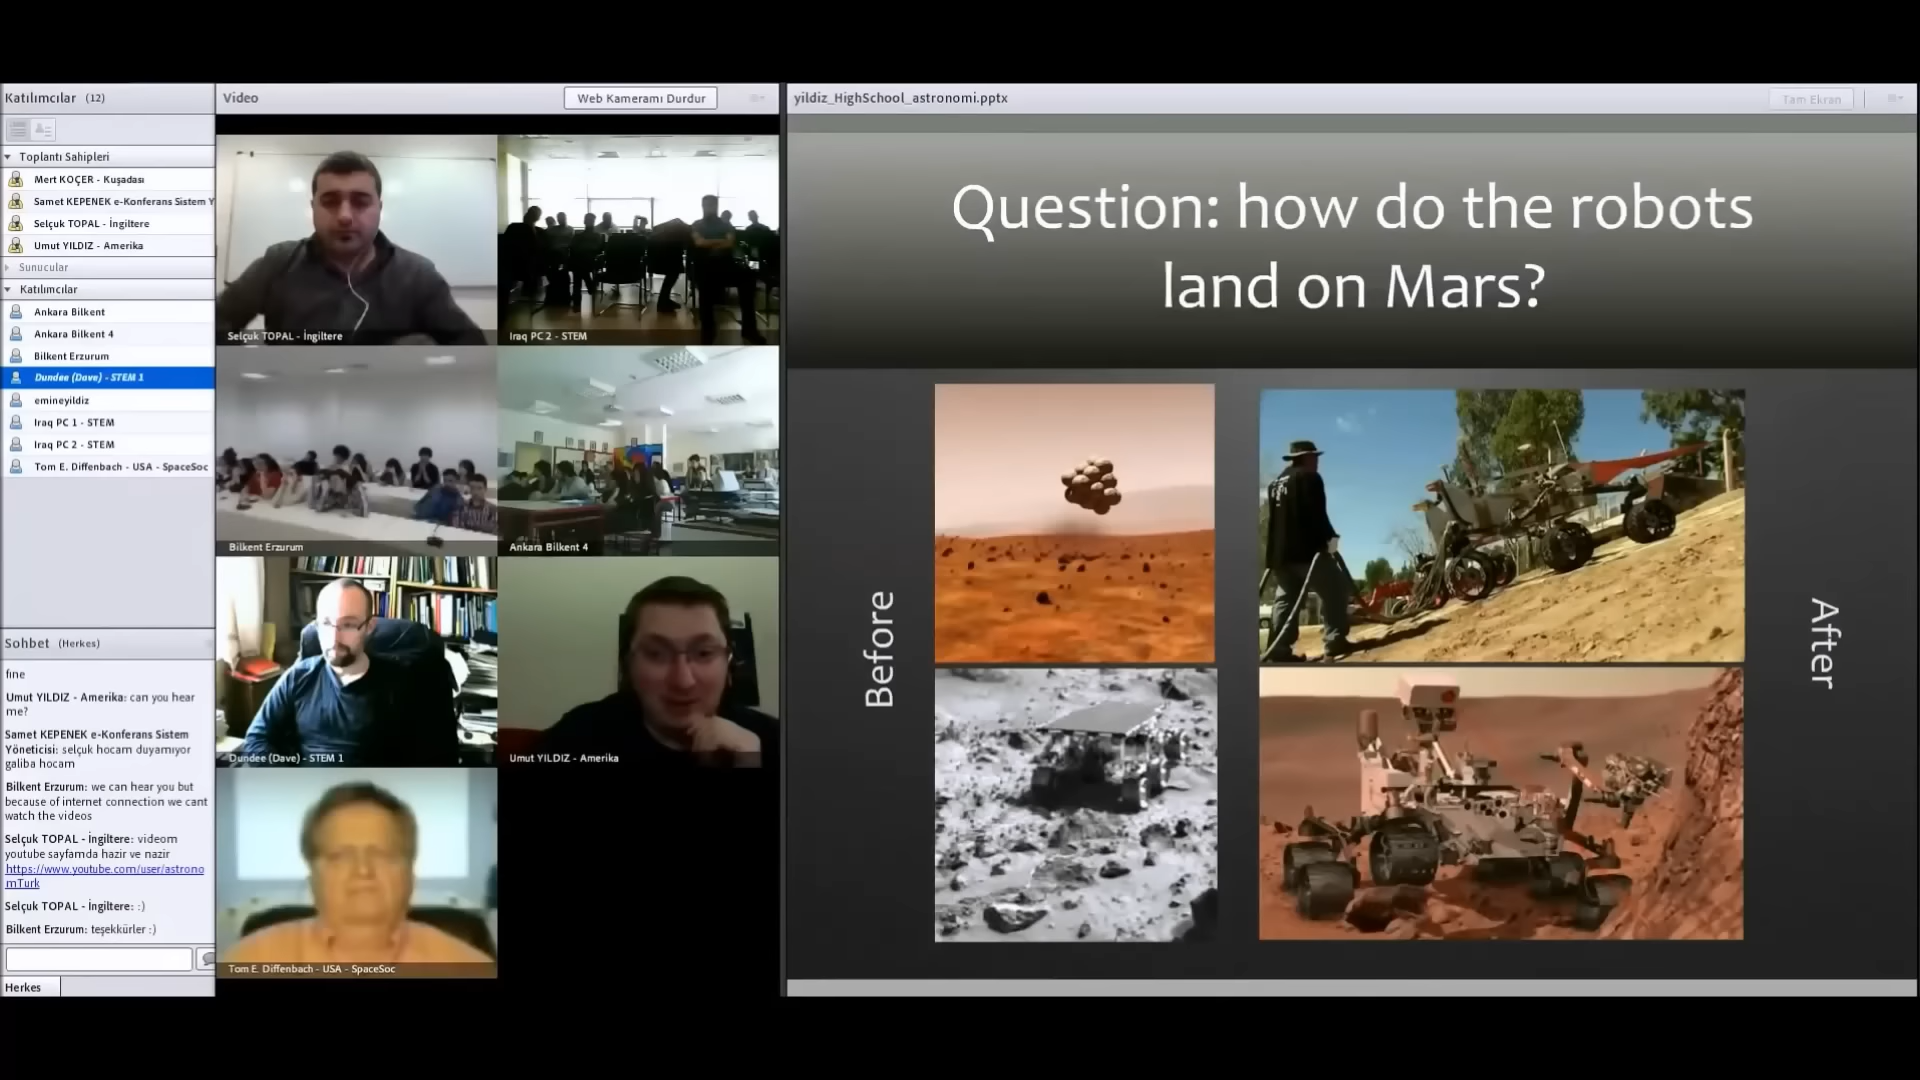 Katılımcılar (12)
Toplantı Sahipleri
Mert KOÇER - Kuşadası
Samet KEPENEK e-Konferans Sistem Y
Selçuk TOPAL - İngiltere
Umut YILDIZ - Amerika
Sunucular
Katılımcılar
Ankara Bilkent
Ankara Bilkent 4
Bilkent Erzurum
Dundee (Dave) - STEM 1
emineyildiz
Iraq PC 1 - STEM
Iraq PC 2 - STEM
Tom E. Diffenbach - USA - SpaceSoc
Sohbet (Herkes)
fine
Umut YILDIZ - Amerika: can you hear
me?
Samet KEPENEK e-Konferans Sistem
Yöneticisi: selçuk hocam duyamıyor
galiba hocam
Bilkent Erzurum: we can hear you but
because of internet connection we cant
watch the videos
Selçuk TOPAL - İngiltere: videom
youtube sayfamda hazir ve nazir
https://www.youtube.com/user/astrono
mTurk
Selçuk TOPAL - İngiltere: :)
Bilkent Erzurum: teşekkürler :)
Herkes
Video
Web Kameramı Durdur
Selçuk TOPAL - İngiltere
Iraq PC 2 - STEM
Bilkent Erzurum
Ankara Bilkent 4
Dundee (Dave) - STEM 1
Umut YILDIZ - Amerika
Tom E. Diffenbach - USA - SpaceSoc
yildiz_HighSchool_astronomi.pptx
Tam Ekran
Question: how do the robots
land on Mars?
Before
After